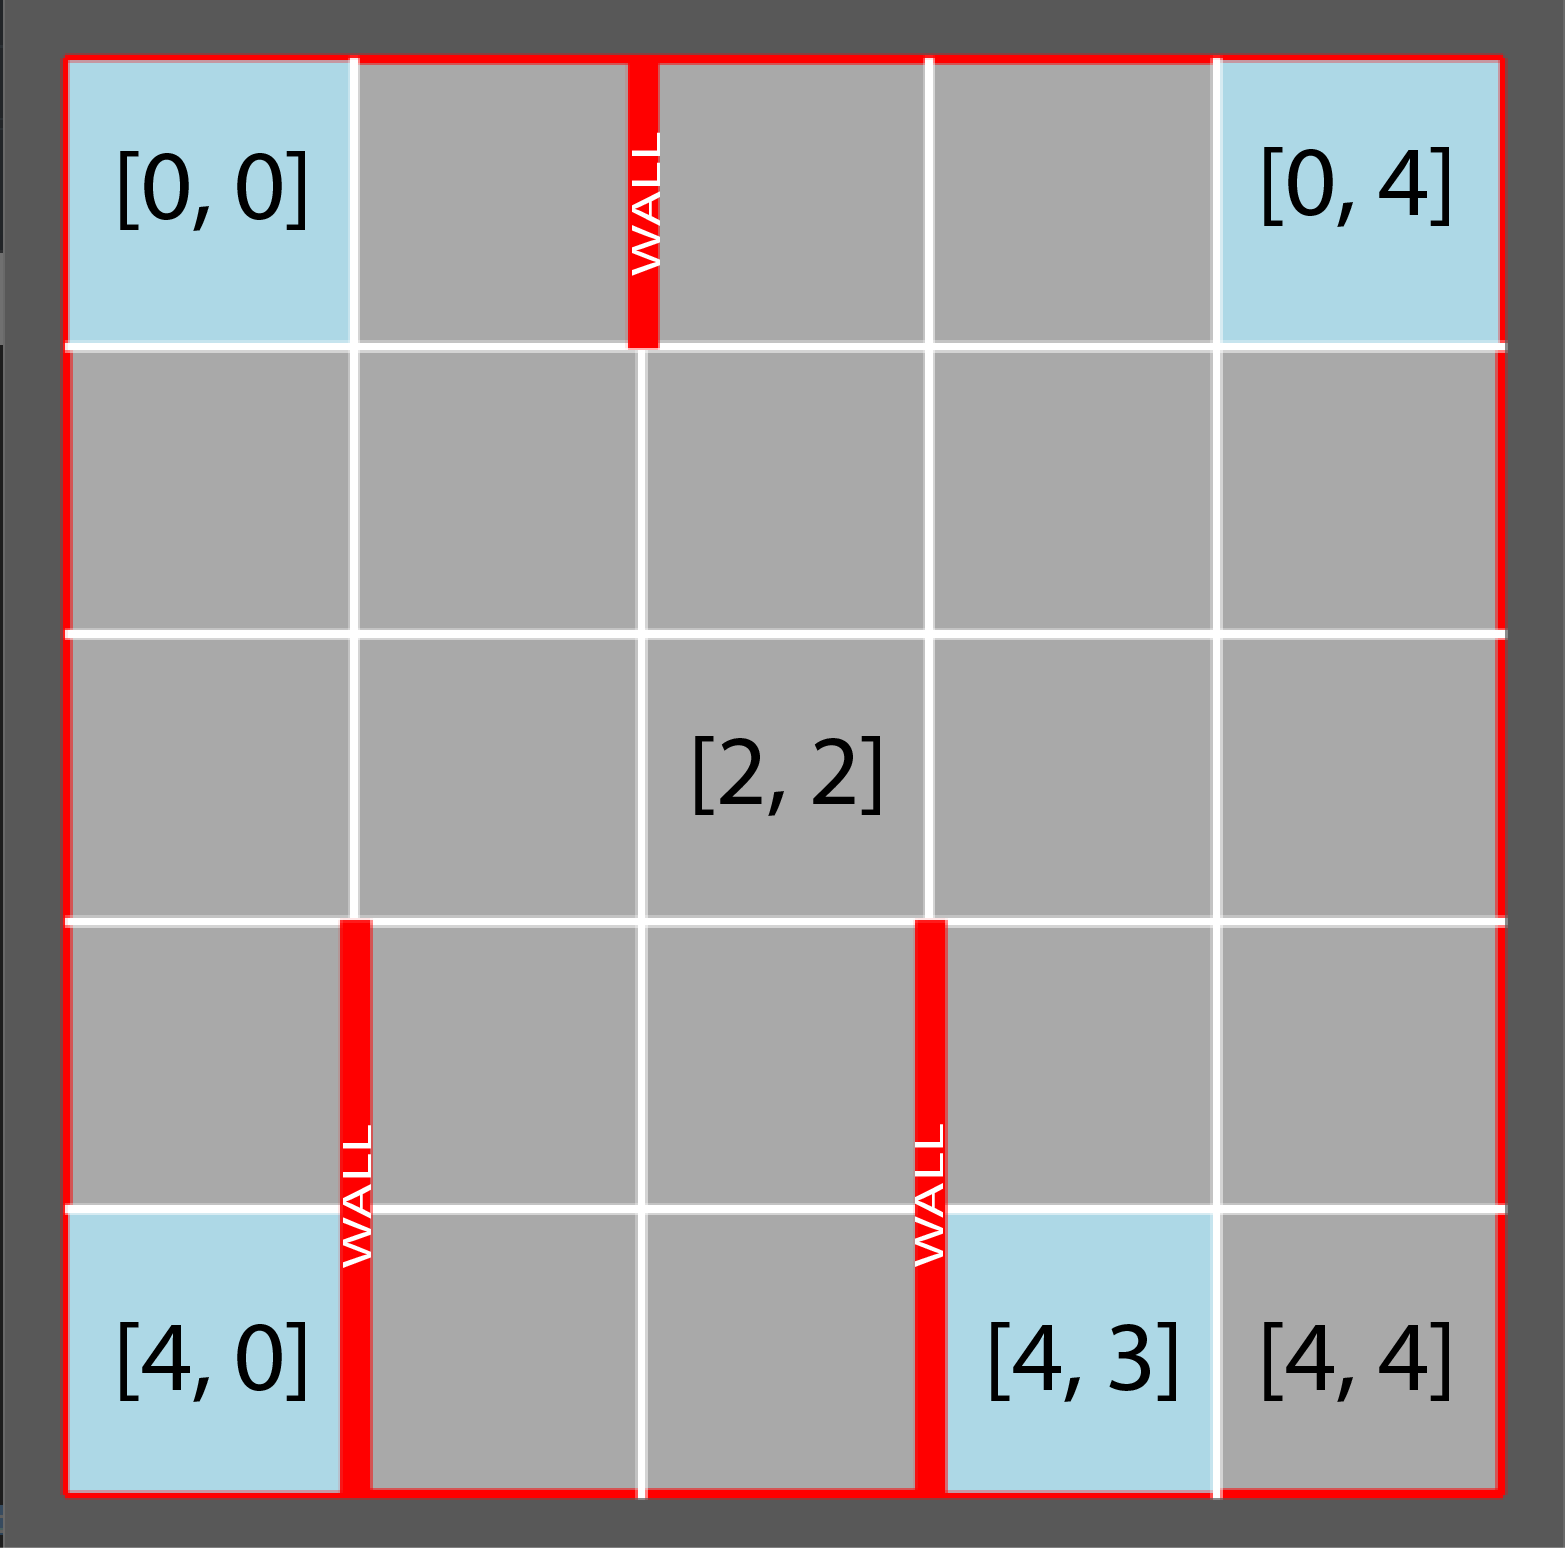 [0, 0]
WALL
[0, 4]
[2, 2]
WALL
WALL
[4, 0]
[4, 3]
[4, 4]